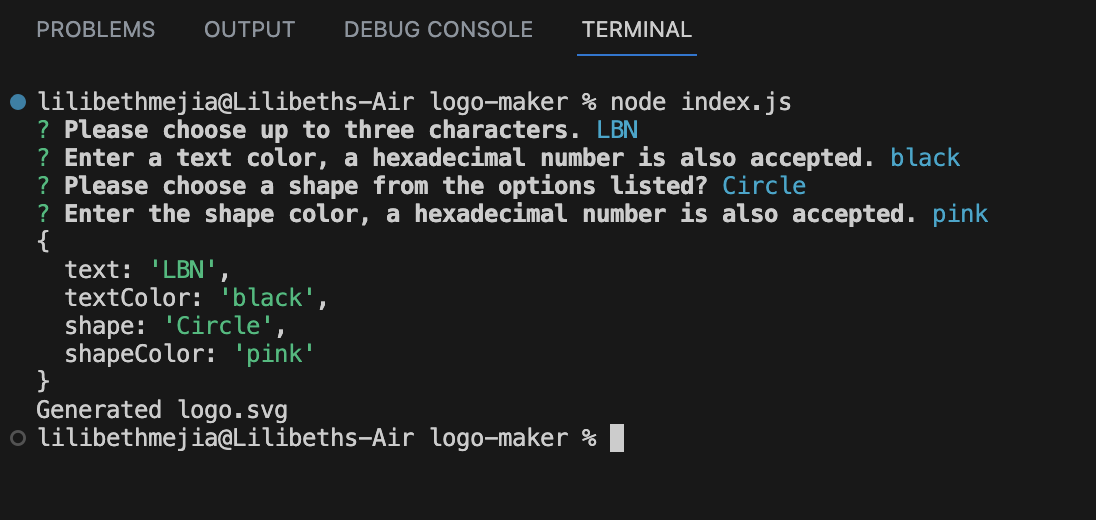 PROBLEMS OUTPUT DEBUG CONSOLE TERMINAL
lilibethmejia@Lilibeths-Air logo-maker % node index.js
? Please choose up to three characters. LBN
? Enter a text color, a hexadecimal number is also accepted. black
? Please choose a shape from the options listed? Circle
? Enter the shape color, a hexadecimal number is also accepted. pink
{
  text: 'LBN',
  textColor: 'black',
  shape: 'Circle',
  shapeColor: 'pink'
}
Generated logo.svg
lilibethmejia@Lilibeths-Air logo-maker %